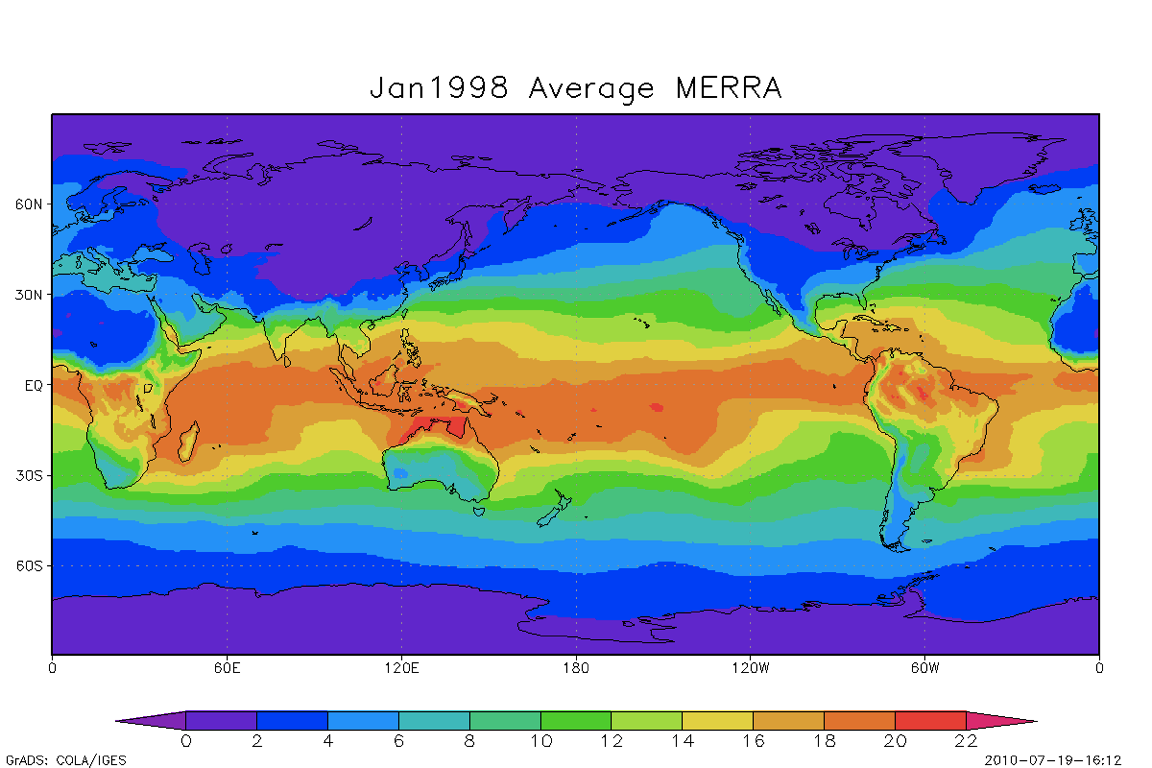 Jan1998 Average MERRA
60N
30N
EQ
30S
60S
0 60E 120E 180 120W 60W 0
0 2 4 6 8 10 12 14 16 18 20 22
GrADS: COLA/IGES 2010-07-19-16:12